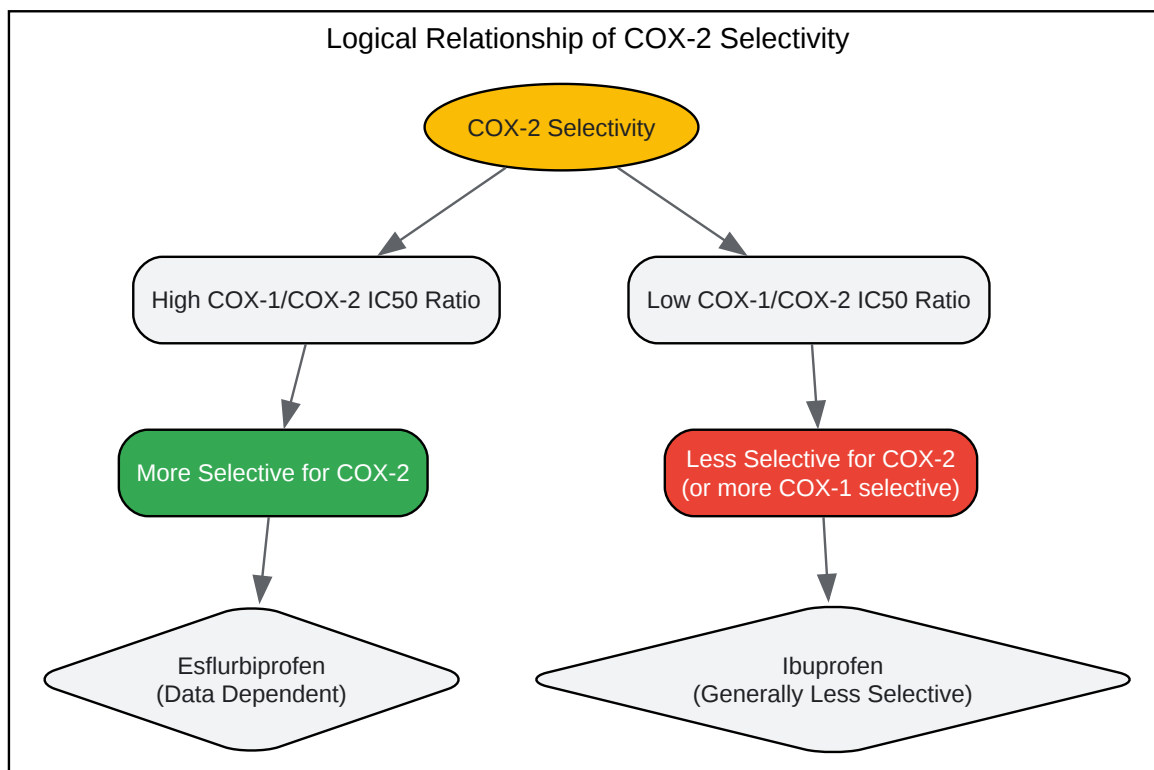 Logical Relationship of COX-2 Selectivity
COX-2 Selectivity
High COX-1/COX-2 IC50 Ratio
Low COX-1/COX-2 IC50 Ratio
More Selective for COX-2
Less Selective for COX-2
(or more COX-1 selective)
Esflurbiprofen
(Data Dependent)
Ibuprofen
(Generally Less Selective)